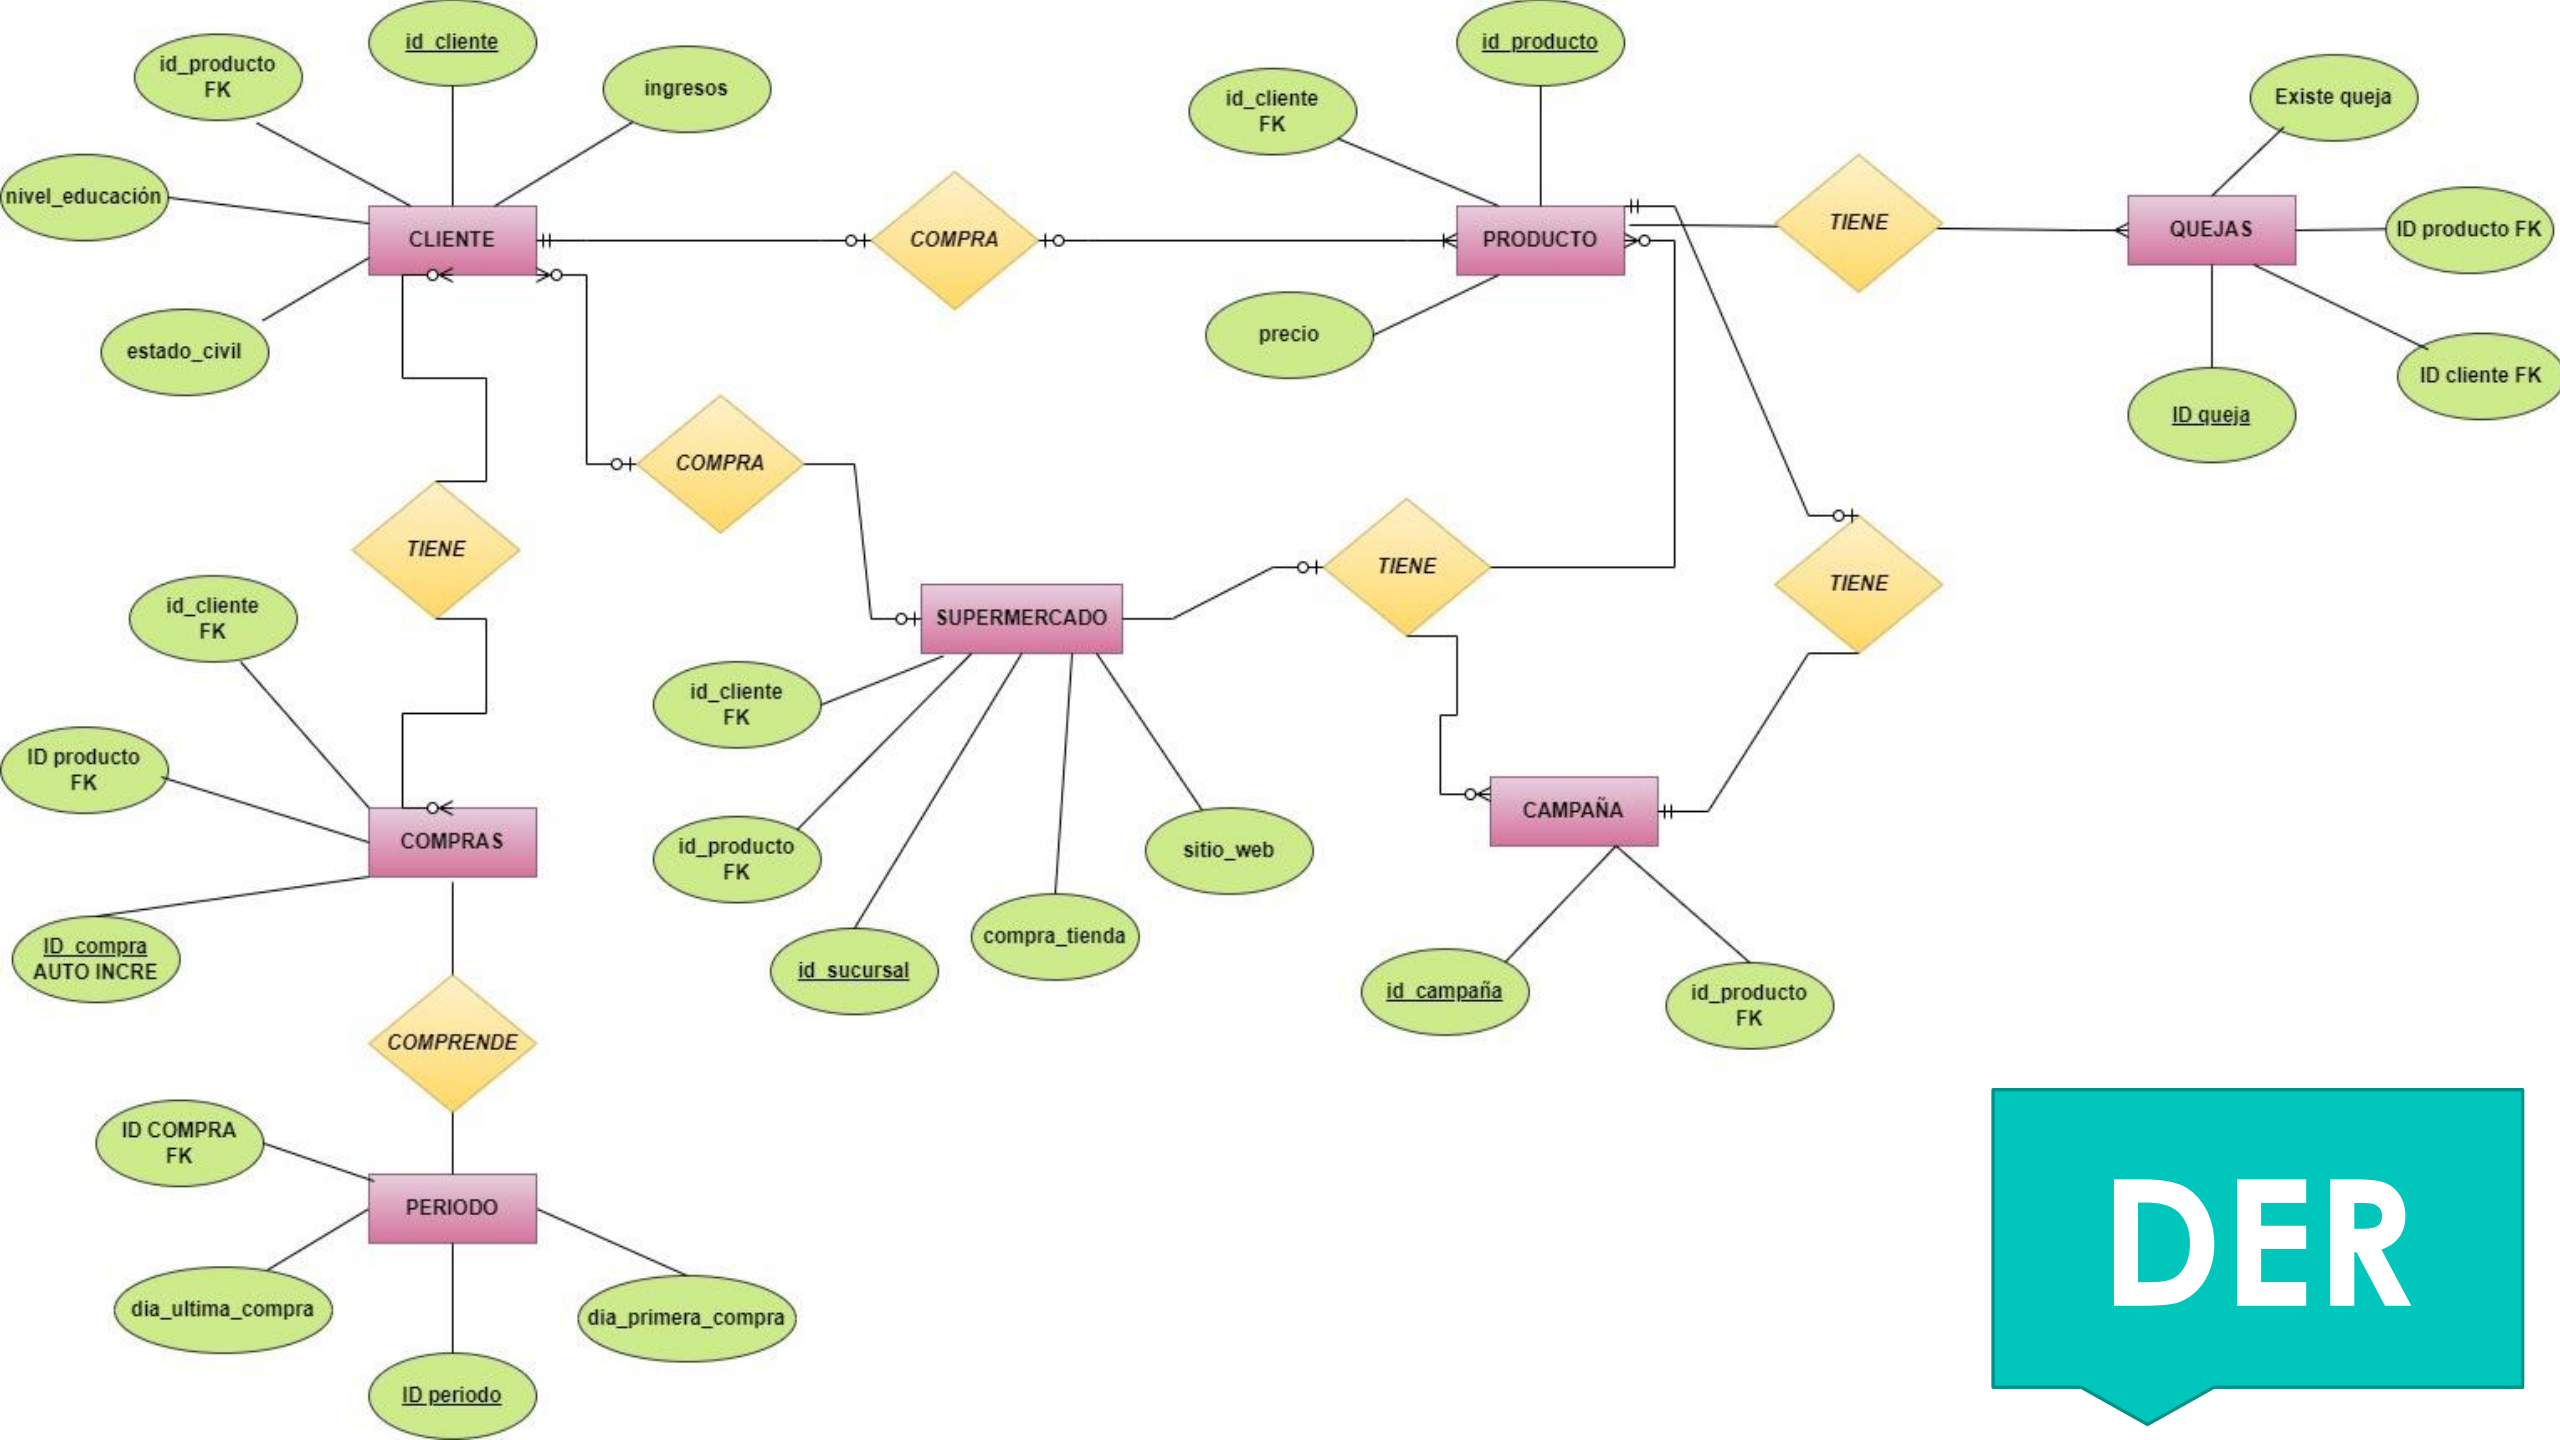 id_cliente
id_producto
id_producto
FK
ingresos
id_cliente
FK
Existe queja
nivel_educación
ID producto FK
CLIENTE
COMPRA
PRODUCTO
TIENE
QUEJAS
estado_civil
precio
ID cliente FK
ID queja
COMPRA
TIENE
TIENE
TIENE
id_cliente
FK
SUPERMERCADO
id_cliente
FK
ID producto
FK
COMPRAS
id_producto
FK
sitio_web
CAMPAÑA
ID_compra
AUTO INCRE
id_sucursal
compra_tienda
id_campaña
id_producto
FK
COMPRENDE
ID COMPRA
FK
PERIODO
dia_ultima_compra
dia_primera_compra
ID periodo
DER